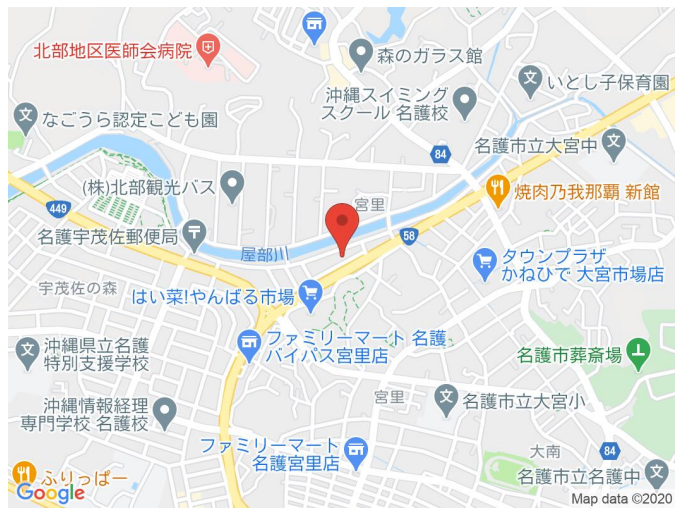 北部地区医師会病院
森のガラス館
いとし子保育園
沖縄スイミング
スクール 名護校
なごうら認定こども園
84
名護市立大宮中
(株)北部観光バス
宮里
焼肉乃我那覇 新館
449
58
名護宇茂佐郵便局
屋部川
タウンプラザ
かねひで 大宮市場店
宇茂佐の森
はい菜!やんばる市場
ファミリーマート 名護
バイパス宮里店
沖縄県立名護
特別支援学校
名護市葬斎場
宮里
名護市立大宮小
沖縄情報経理
専門学校 名護校
ファミリーマート
名護宮里店
大南
84
ふりっぱー
名護市立名護中
Google
Map data ©2020